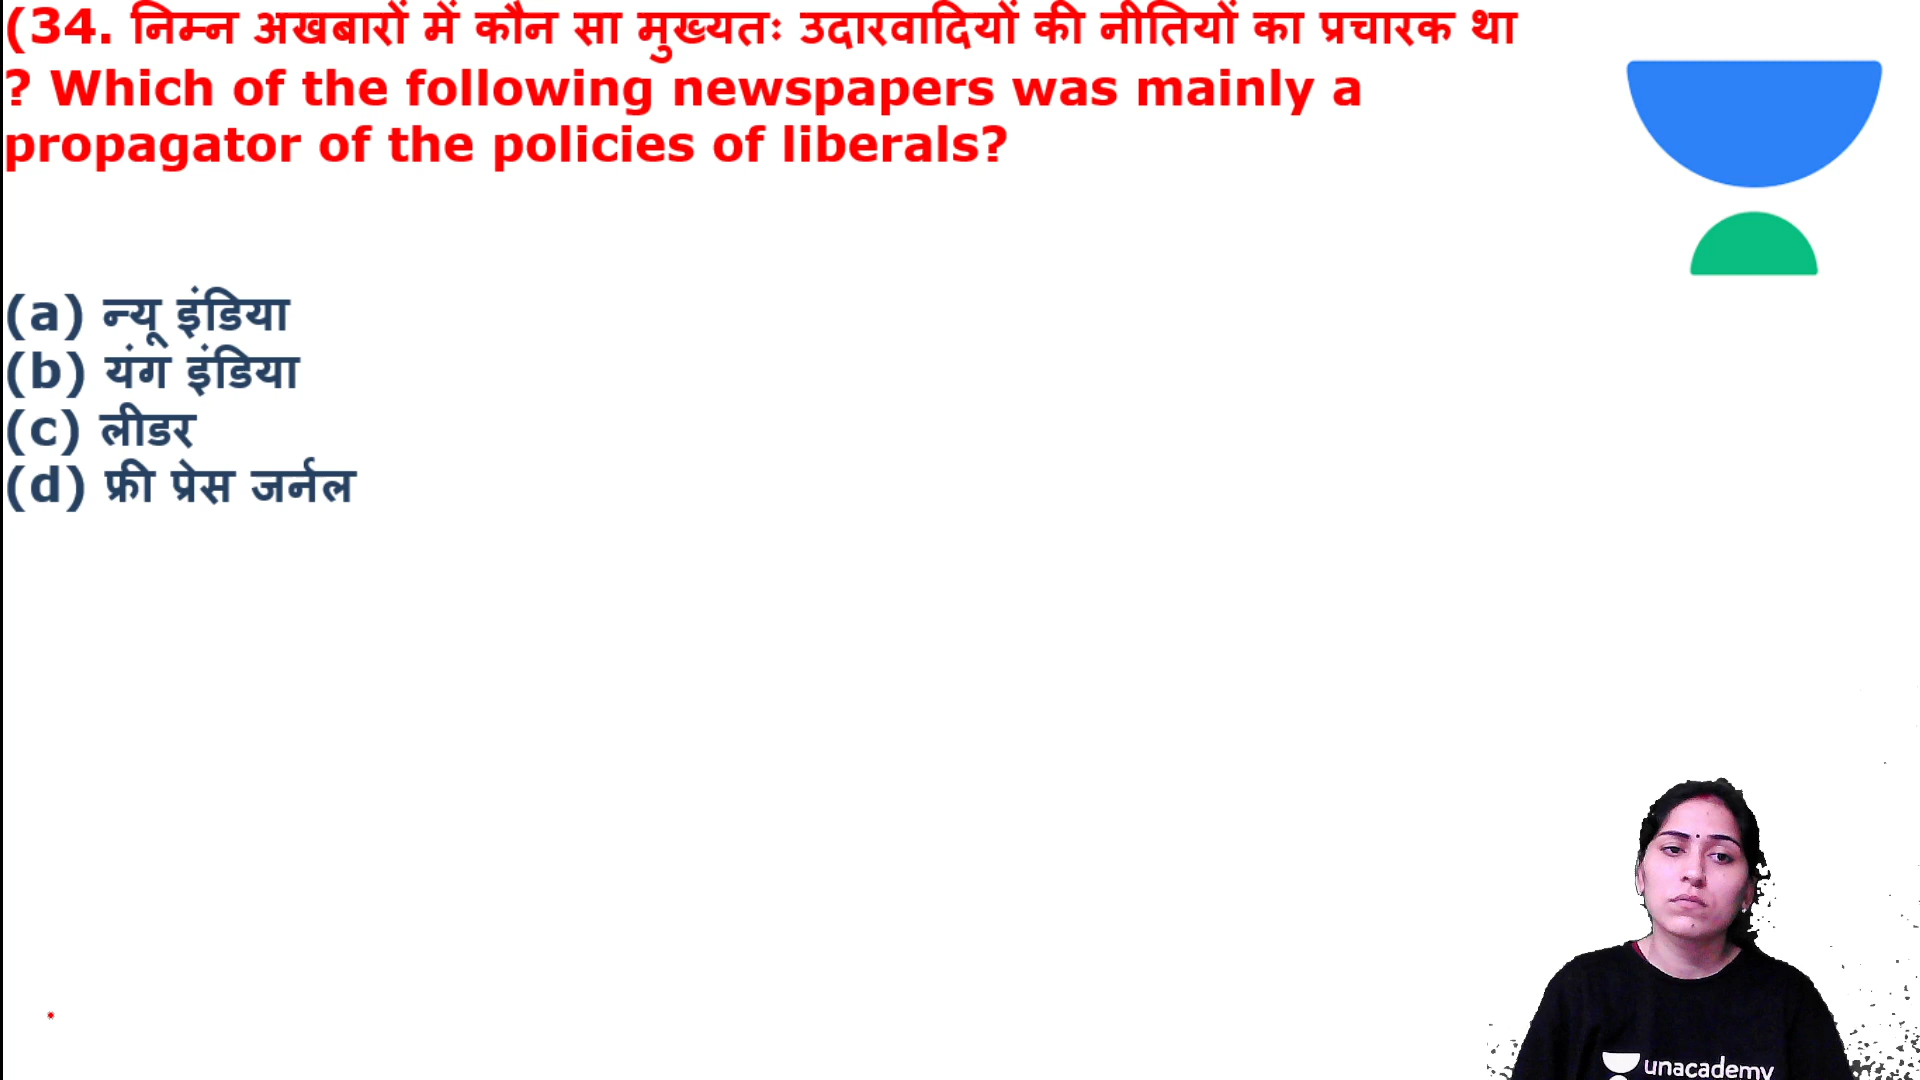 (34. निम्न अखबारों में कौन सा मुख्यतः उदारवादियों की नीतियों का प्रचारक था
? Which of the following newspapers was mainly a
propagator of the policies of liberals?
(a) न्यू इंडिया
(b) यंग इंडिया
(c) लीडर
(d) फ्री प्रेस जर्नल
unacademy